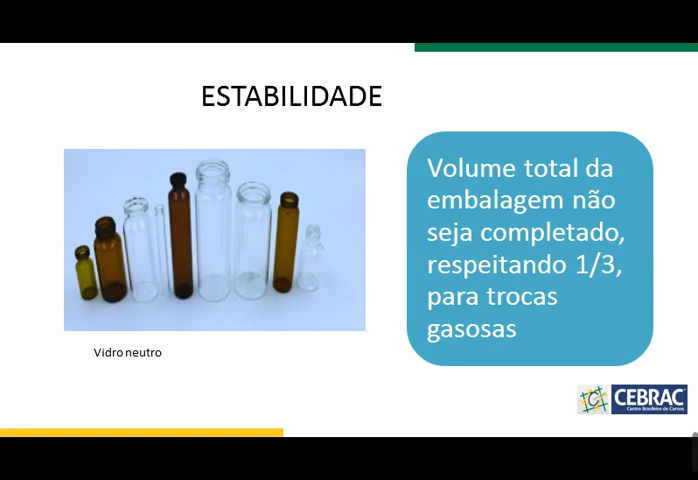 ESTABILIDADE
Volume total da
embalagem não
seja completado,
respeitando 1/3,
para trocas
gasosas
Vidro neutro
CEBRAC
Centro Brasileiro de Cursos